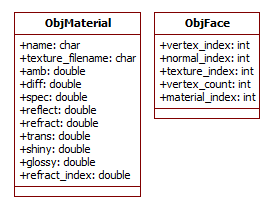 ObjMaterial
+name: char
+texture_filename: char
+amb: double
+diff: double
+spec: double
+reflect: double
+refract: double
+trans: double
+shiny: double
+glossy: double
+refract_index: double
ObjFace
+vertex_index: int
+normal_index: int
+texture_index: int
+vertex_count: int
+material_index: int